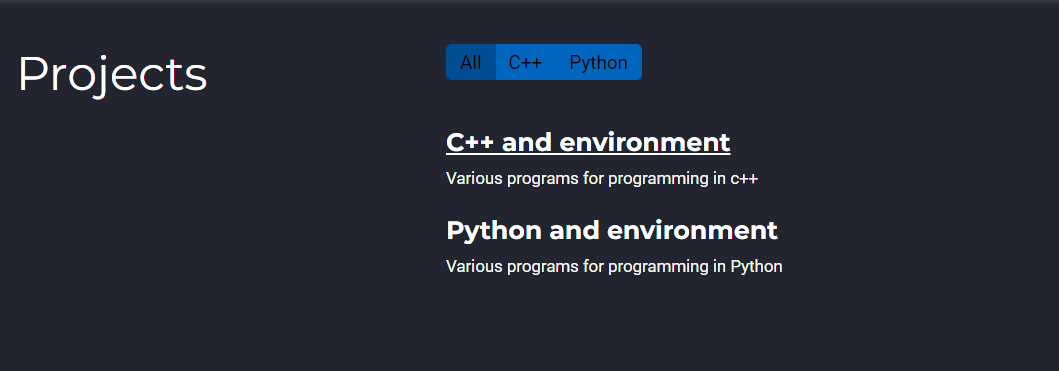 Projects
All C++ Python
C++ and environment
Various programs for programming in c++
Python and environment
Various programs for programming in Python